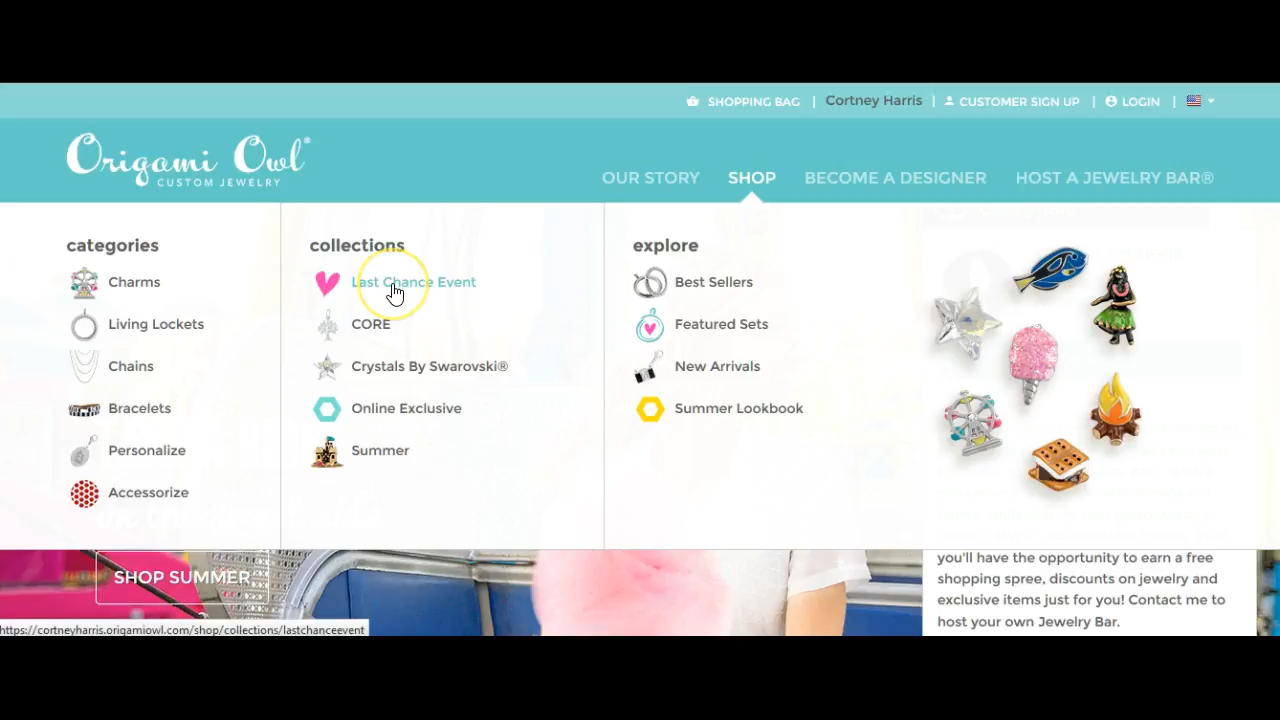 SHOPPING BAG | Cortney Harris | CUSTOMER SIGN UP | LOGIN |
Origami Owl®
CUSTOM JEWELRY
OUR STORY SHOP BECOME A DESIGNER HOST A JEWELRY BAR®
categories
Charms
Living Lockets
Chains
Bracelets
Personalize
Accessorize
collections
Last Chance Event
CORE
Crystals By Swarovski®
Online Exclusive
Summer
explore
Best Sellers
Featured Sets
New Arrivals
Summer Lookbook
SHOP SUMMER
you'll have the opportunity to earn a free
shopping spree, discounts on jewelry and
exclusive items just for you! Contact me to
host your own Jewelry Bar.
https://cortneyharris.origamiowl.com/shop/collections/lastchanceevent